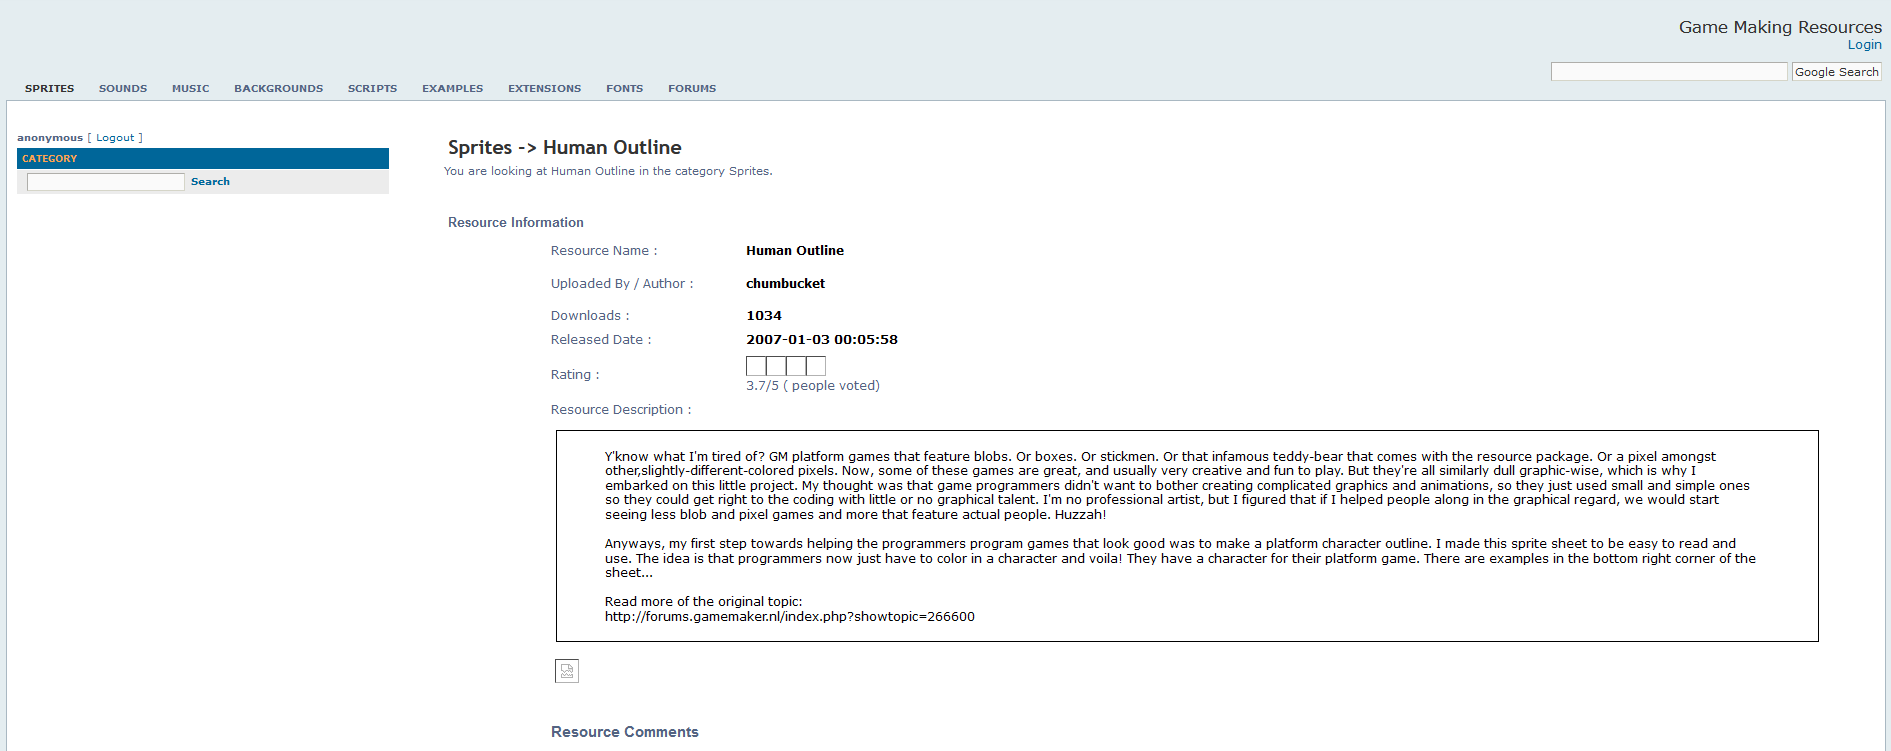 Game Making Resources
Login
Google Search
SPRITES SOUNDS MUSIC BACKGROUNDS SCRIPTS EXAMPLES EXTENSIONS FONTS FORUMS
anonymous [ Logout ]
CATEGORY
Search
Sprites -> Human Outline
You are looking at Human Outline in the category Sprites.
Resource Information
Resource Name : Human Outline
Uploaded By / Author : chumbucket
Downloads : 1034
Released Date : 2007-01-03 00:05:58
Rating :
3.7/5 ( people voted)
Resource Description :
Y'know what I'm tired of? GM platform games that feature blobs. Or boxes. Or stickmen. Or that infamous teddy-bear that comes with the resource package. Or a pixel amongst
other,slightly-different-colored pixels. Now, some of these games are great, and usually very creative and fun to play. But they're all similarly dull graphic-wise, which is why I
embarked on this little project. My thought was that game programmers didn't want to bother creating complicated graphics and animations, so they just used small and simple ones
so they could get right to the coding with little or no graphical talent. I'm no professional artist, but I figured that if I helped people along in the graphical regard, we would start
seeing less blob and pixel games and more that feature actual people. Huzzah!
Anyways, my first step towards helping the programmers program games that look good was to make a platform character outline. I made this sprite sheet to be easy to read and
use. The idea is that programmers now just have to color in a character and voila! They have a character for their platform game. There are examples in the bottom right corner of the
sheet...
Read more of the original topic:
http://forums.gamemaker.nl/index.php?showtopic=266600
Resource Comments